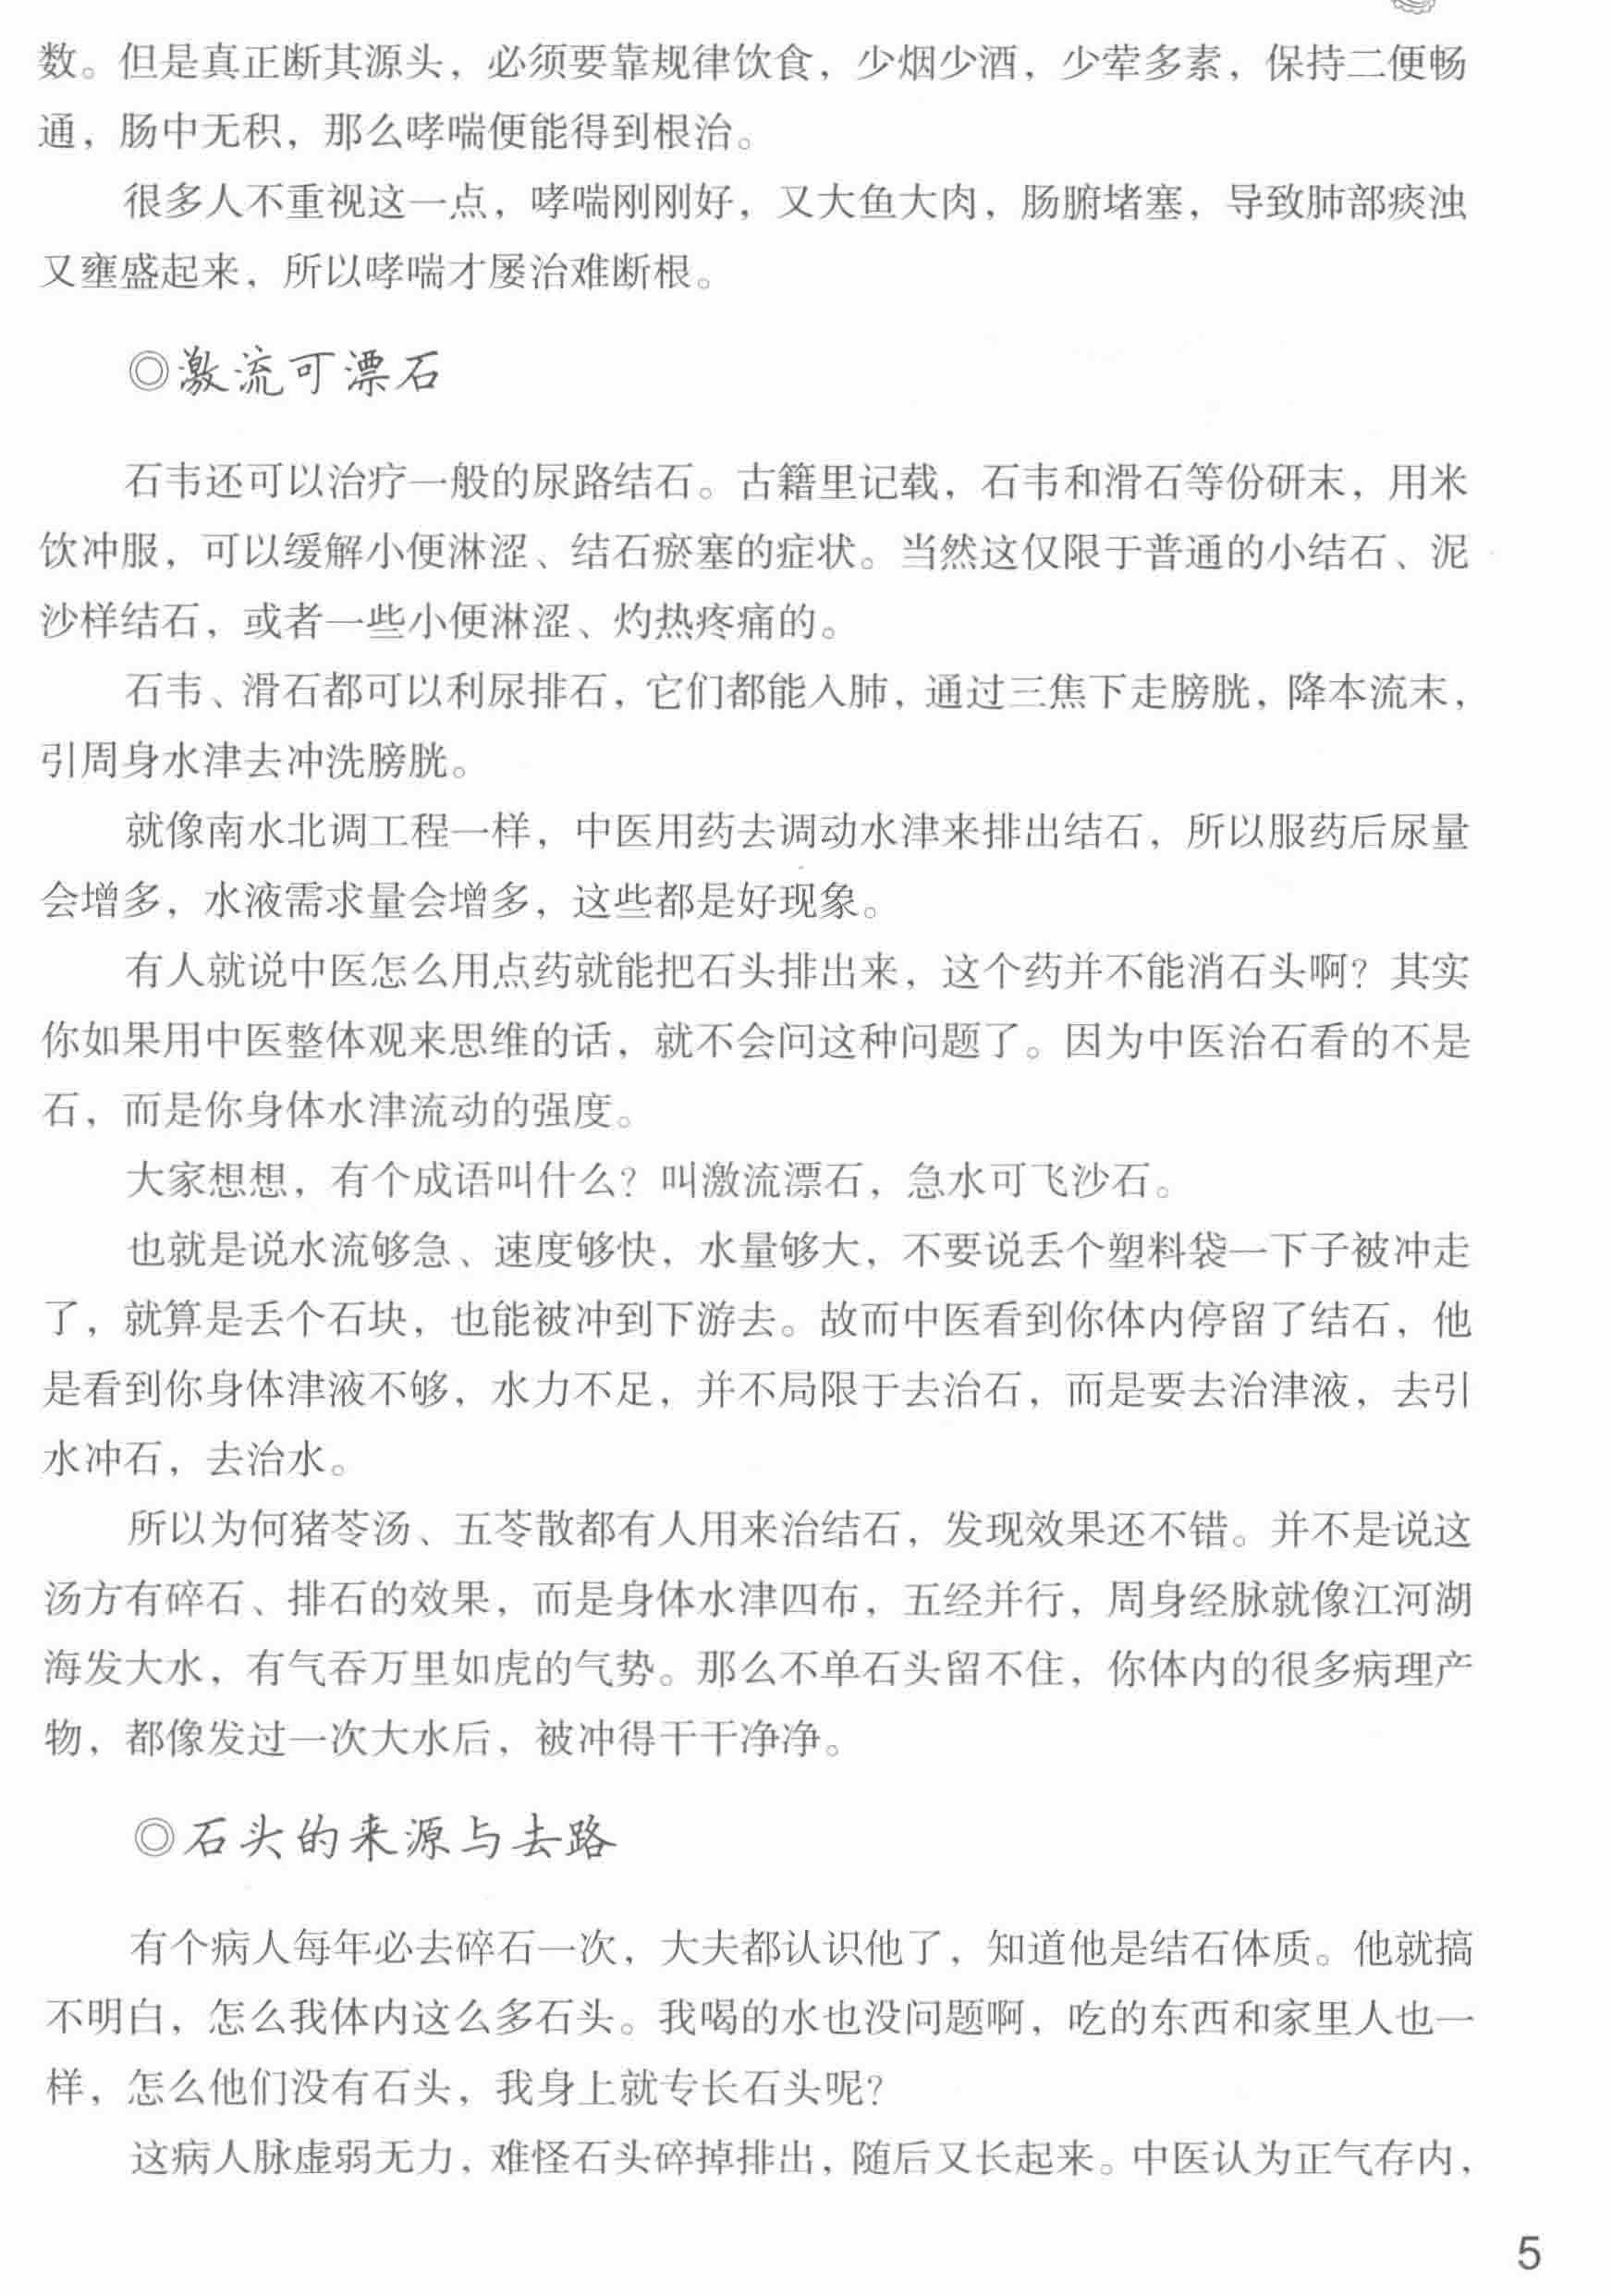 数。但是真正断其源头，必须要靠规律饮食，少烟少酒，少荤多素，保持二便畅
通，肠中无积，那么哮喘便能得到根治。
很多人不重视这一点，哮喘刚刚好，又大鱼大肉，肠腑堵塞，导致肺部痰浊
又壅盛起来，所以哮喘才屡治难断根。
◎激流可漂石
石韦还可以治疗一般的尿路结石。古籍里记载，石韦和滑石等份研末，用米
饮冲服，可以缓解小便淋涩、结石瘀塞的症状。当然这仅限于普通的小结石、泥
沙样结石，或者一些小便淋涩、灼热疼痛的。
石韦、滑石都可以利尿排石，它们都能入肺，通过三焦下走膀胱，降本流末，
引周身水津去冲洗膀胱。
就像南水北调工程一样，中医用药去调动水津来排出结石，所以服药后尿量
会增多，水液需求量会增多，这些都是好现象。
有人就说中医怎么用点药就能把石头排出来，这个药并不能消石头啊？其实
你如果用中医整体观来思维的话，就不会问这种问题了。因为中医治石看的不是
石，而是你身体水津流动的强度。
大家想想，有个成语叫什么？叫激流漂石，急水可飞沙石。
也就是说水流够急、速度够快，水量够大，不要说丢个塑料袋一下子被冲走
了，就算是丢个石块，也能被冲到下游去。故而中医看到你体内停留了结石，他
是看到你身体津液不够，水力不足，并不局限于去治石，而是要去治津液，去引
水冲石，去治水。
所以为何猪苓汤、五苓散都有人用来治结石，发现效果还不错。并不是说这
汤方有碎石、排石的效果，而是身体水津四布，五经并行，周身经脉就像江河湖
海发大水，有气吞万里如虎的气势。那么不单石头留不住，你体内的很多病理产
物，都像发过一次大水后，被冲得干干净净。
◎石头的来源与去路
有个病人每年必去碎石一次，大夫都认识他了，知道他是结石体质。他就搞
不明白，怎么我体内这么多石头。我喝的水也没问题啊，吃的东西和家里人也一
样，怎么他们没有石头，我身上就专长石头呢？
这病人脉虚弱无力，难怪石头碎掉排出，随后又长起来。中医认为正气存内，
5